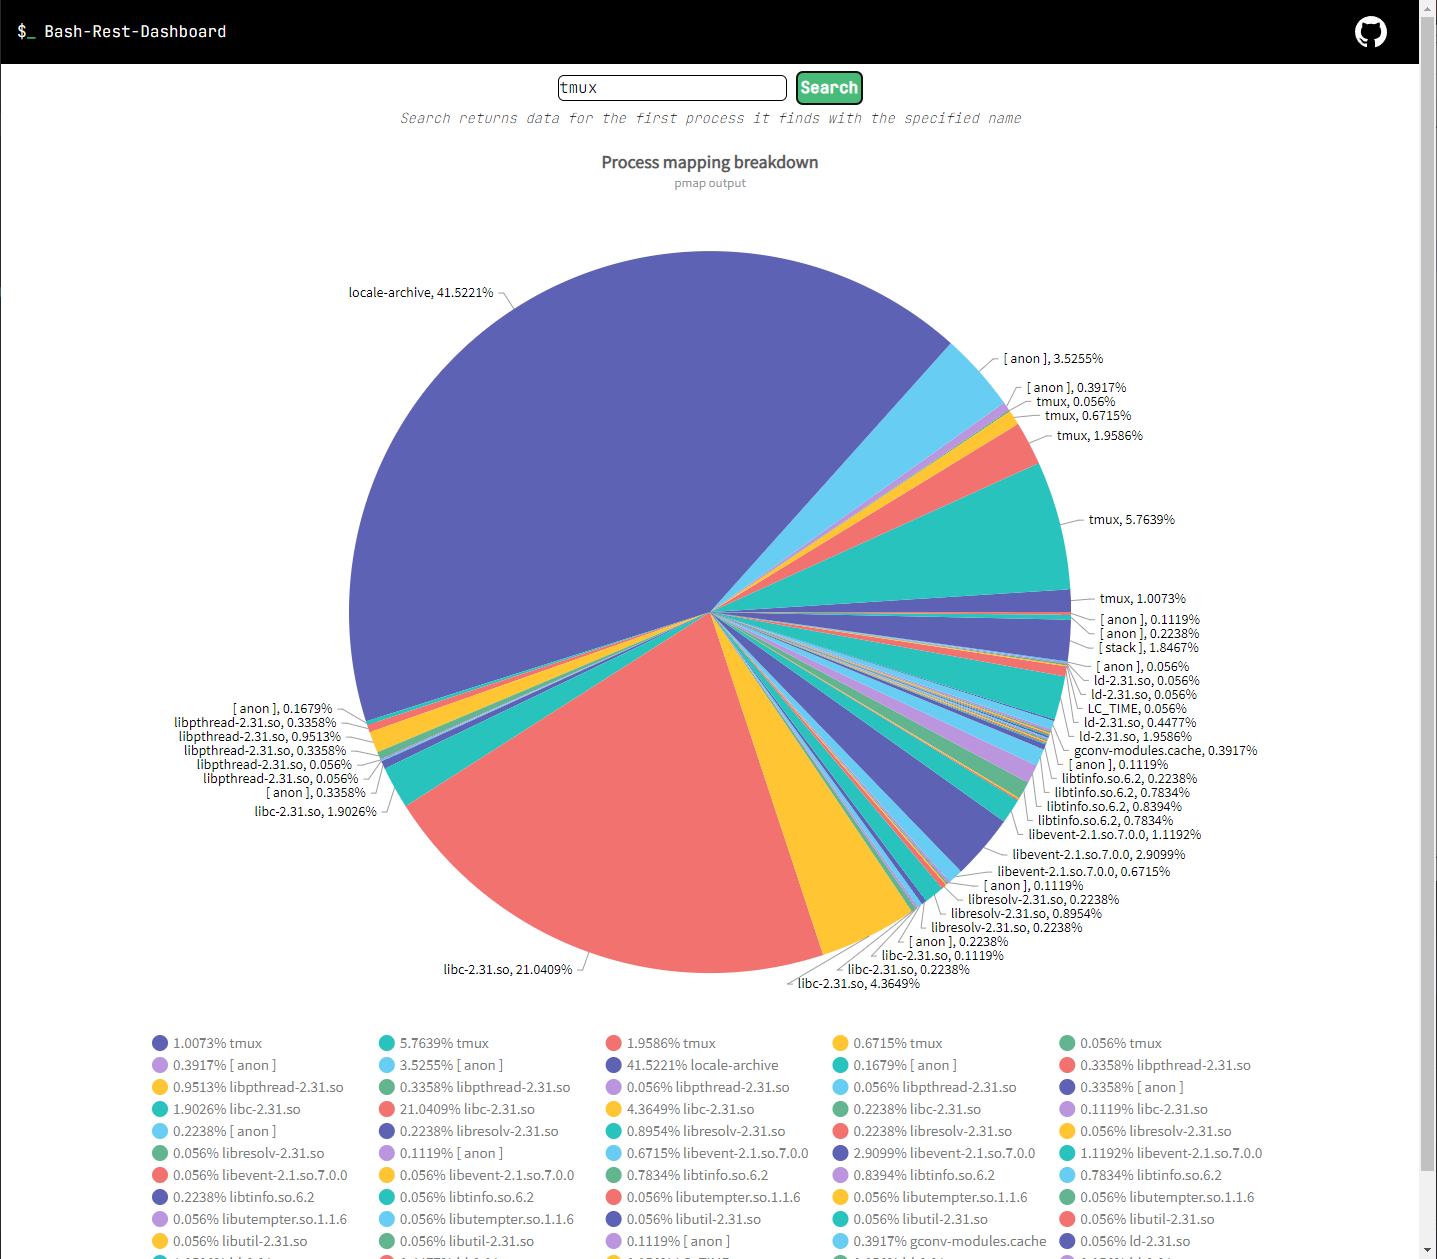 $_ Bash-Rest-Dashboard
tmux
Search
Search returns data for the first process it finds with the specified name
Process mapping breakdown
pmap output
locale-archive, 41.5221%
[ anon ], 3.5255%
[ anon ], 0.3917%
tmux, 0.056%
tmux, 0.6715%
tmux, 1.9586%
tmux, 5.7639%
tmux, 1.0073%
[ anon ], 0.1119%
[ anon ], 0.2238%
[ stack ], 1.8467%
[ anon ], 0.056%
ld-2.31.so, 0.056%
ld-2.31.so, 0.056%
LC_TIME, 0.056%
ld-2.31.so, 0.4477%
ld-2.31.so, 1.9586%
gconv-modules.cache, 0.3917%
[ anon ], 0.1119%
libtinfo.so.6.2, 0.2238%
libtinfo.so.6.2, 0.7834%
libtinfo.so.6.2, 0.8394%
libtinfo.so.6.2, 0.7834%
libevent-2.1.so.7.0.0, 1.1192%
libevent-2.1.so.7.0.0, 2.9099%
libevent-2.1.so.7.0.0, 0.6715%
[ anon ], 0.1119%
libresolv-2.31.so, 0.2238%
libresolv-2.31.so, 0.8954%
libresolv-2.31.so, 0.2238%
[ anon ], 0.2238%
libc-2.31.so, 0.1119%
libc-2.31.so, 0.2238%
libc-2.31.so, 4.3649%
libc-2.31.so, 21.0409%
[ anon ], 0.1679%
libpthread-2.31.so, 0.3358%
libpthread-2.31.so, 0.9513%
libpthread-2.31.so, 0.3358%
libpthread-2.31.so, 0.056%
libpthread-2.31.so, 0.056%
[ anon ], 0.3358%
libc-2.31.so, 1.9026%
1.0073% tmux 5.7639% tmux 1.9586% tmux 0.6715% tmux 0.056% tmux
0.3917% [ anon ] 3.5255% [ anon ] 41.5221% locale-archive 0.1679% [ anon ] 0.3358% libpthread-2.31.so
0.9513% libpthread-2.31.so 0.3358% libpthread-2.31.so 0.056% libpthread-2.31.so 0.056% libpthread-2.31.so 0.3358% [ anon ]
1.9026% libc-2.31.so 21.0409% libc-2.31.so 4.3649% libc-2.31.so 0.2238% libc-2.31.so 0.1119% libc-2.31.so
0.2238% [ anon ] 0.2238% libresolv-2.31.so 0.8954% libresolv-2.31.so 0.2238% libresolv-2.31.so 0.056% libresolv-2.31.so
0.056% libresolv-2.31.so 0.1119% [ anon ] 0.6715% libevent-2.1.so.7.0.0 2.9099% libevent-2.1.so.7.0.0 1.1192% libevent-2.1.so.7.0.0
0.056% libevent-2.1.so.7.0.0 0.056% libevent-2.1.so.7.0.0 0.7834% libtinfo.so.6.2 0.8394% libtinfo.so.6.2 0.7834% libtinfo.so.6.2
0.2238% libtinfo.so.6.2 0.056% libtinfo.so.6.2 0.056% libutempter.so.1.1.6 0.056% libutempter.so.1.1.6 0.056% libutempter.so.1.1.6
0.056% libutempter.so.1.1.6 0.056% libutempter.so.1.1.6 0.056% libutil-2.31.so 0.056% libutil-2.31.so 0.056% libutil-2.31.so
0.056% libutil-2.31.so 0.056% libutil-2.31.so 0.1119% [ anon ] 0.3917% gconv-modules.cache 0.056% ld-2.31.so